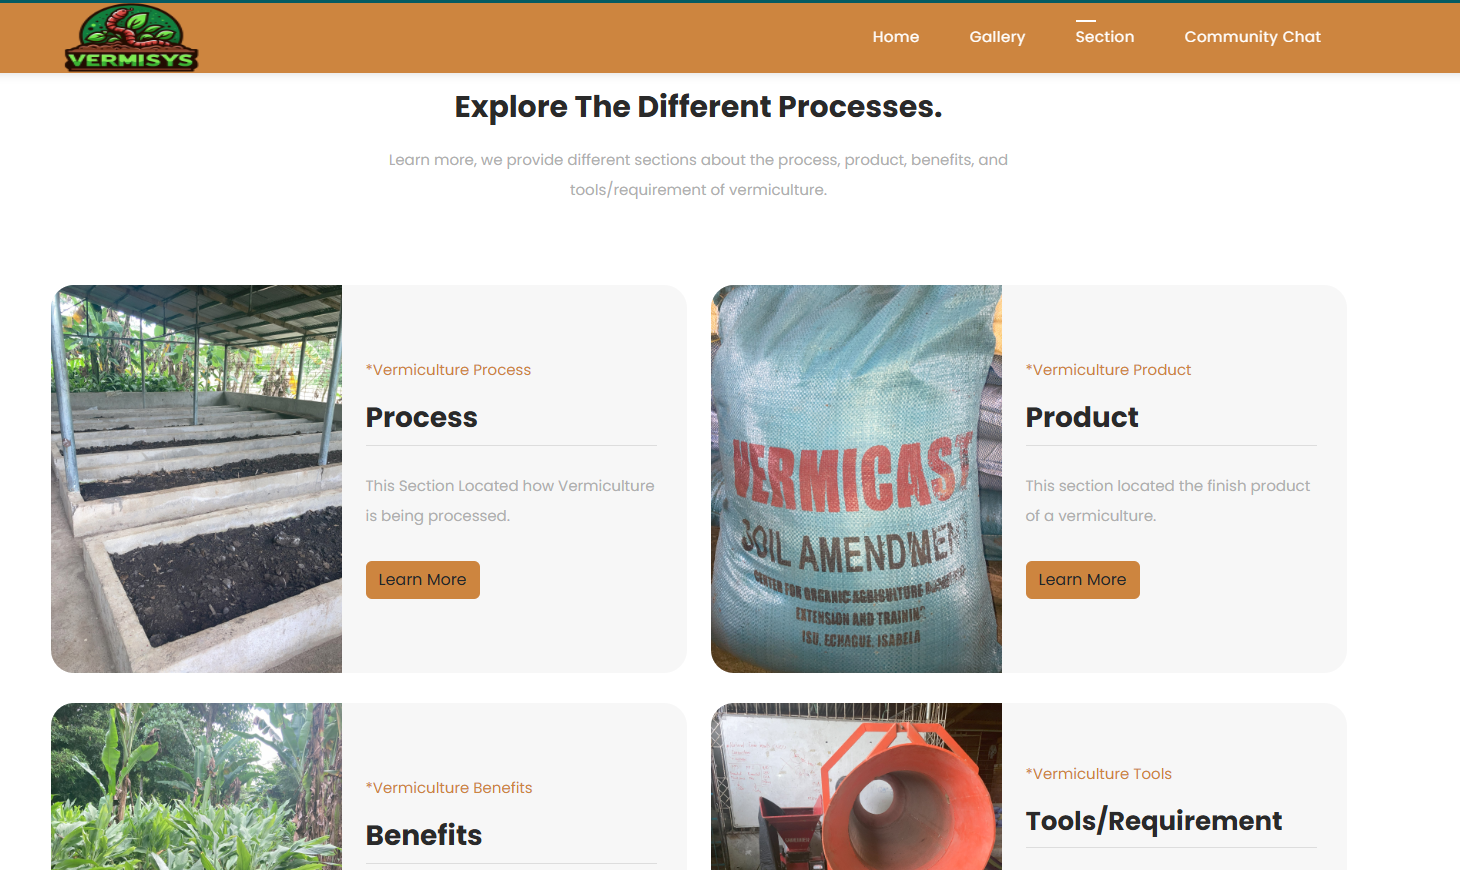 VERMISYS
Home Gallery Section Community Chat
Explore The Different Processes.
Learn more, we provide different sections about the process, product, benefits, and
tools/requirement of vermiculture.
*Vermiculture Process
Process
This Section Located how Vermiculture
is being processed.
Learn More
VERMICAST
SOIL AMENDMEN
CENTER FOR ORGANIC AGRICULTURE
EXTENSION AND TRAINING
ISU, ECHAGUE, ISABELA
*Vermiculture Product
Product
This section located the finish product
of a vermiculture.
Learn More
*Vermiculture Benefits
Benefits
*Vermiculture Tools
Tools/Requirement